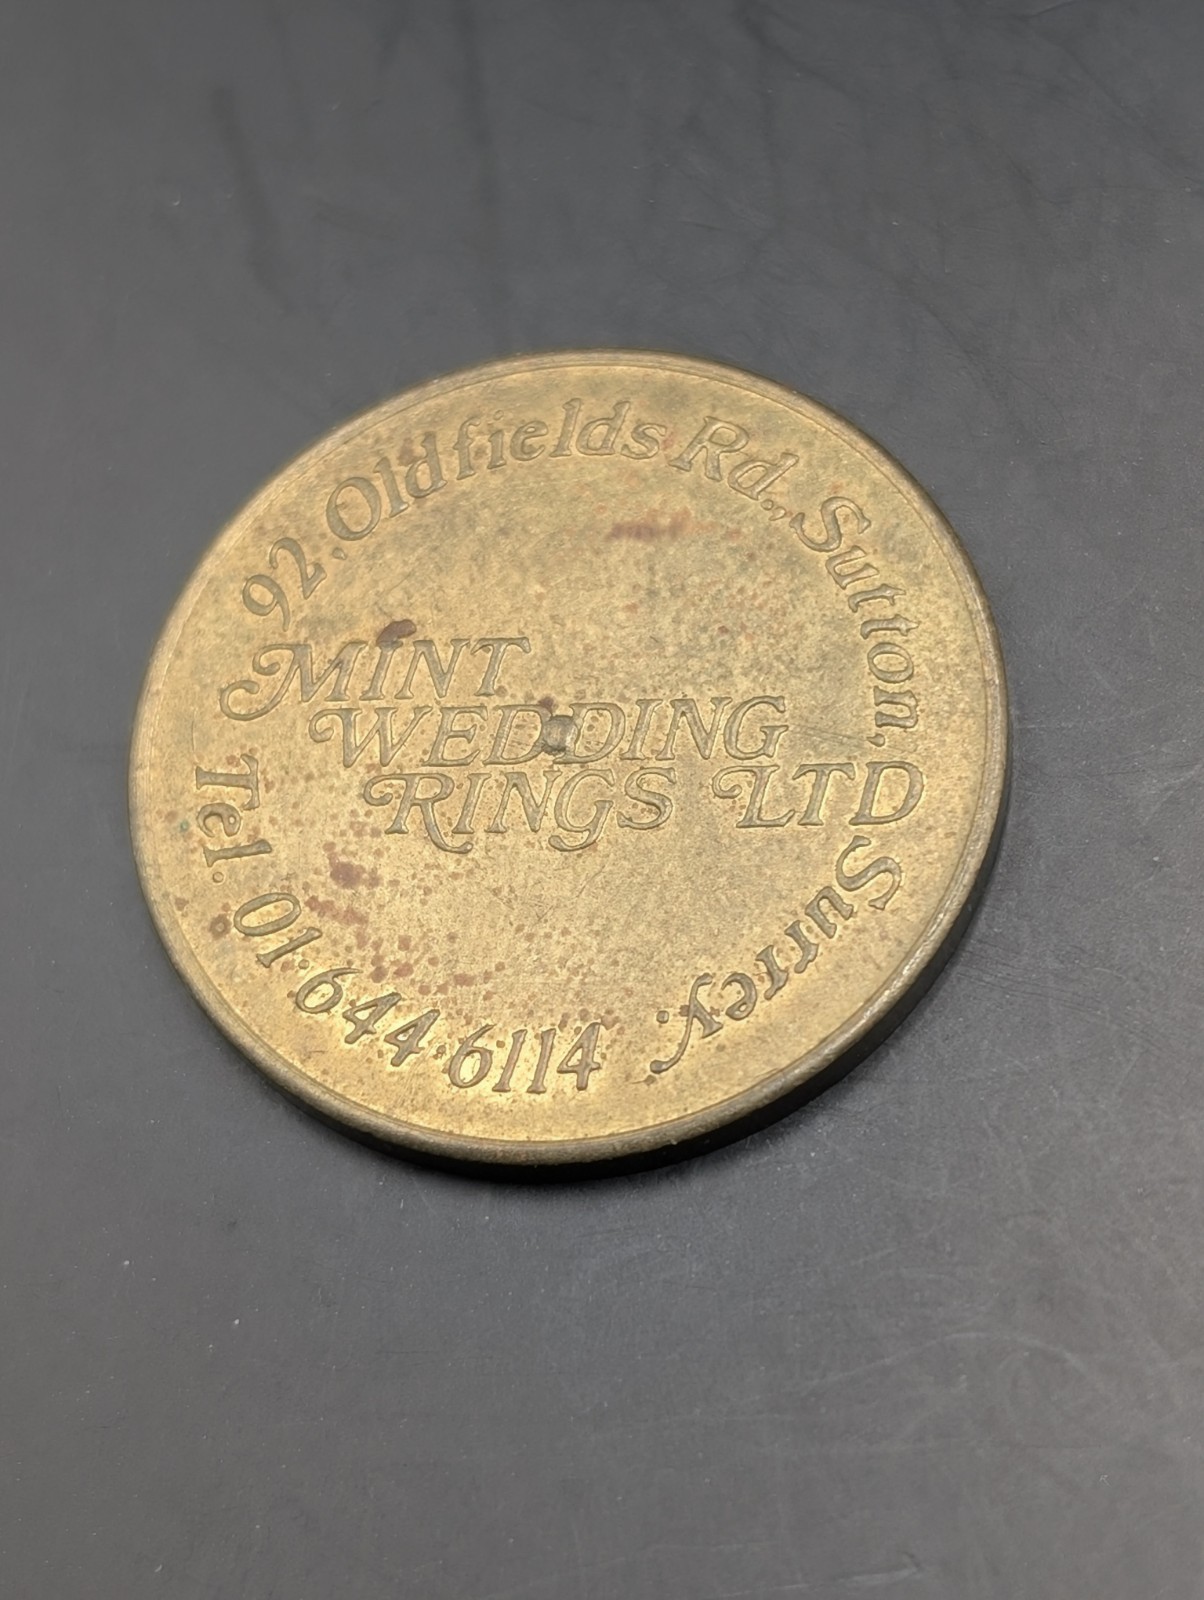 92, Oldfields Rd., Sutton, Surrey.
MINT
WEDDING
RINGS LTD
Tel. 01·644·6114